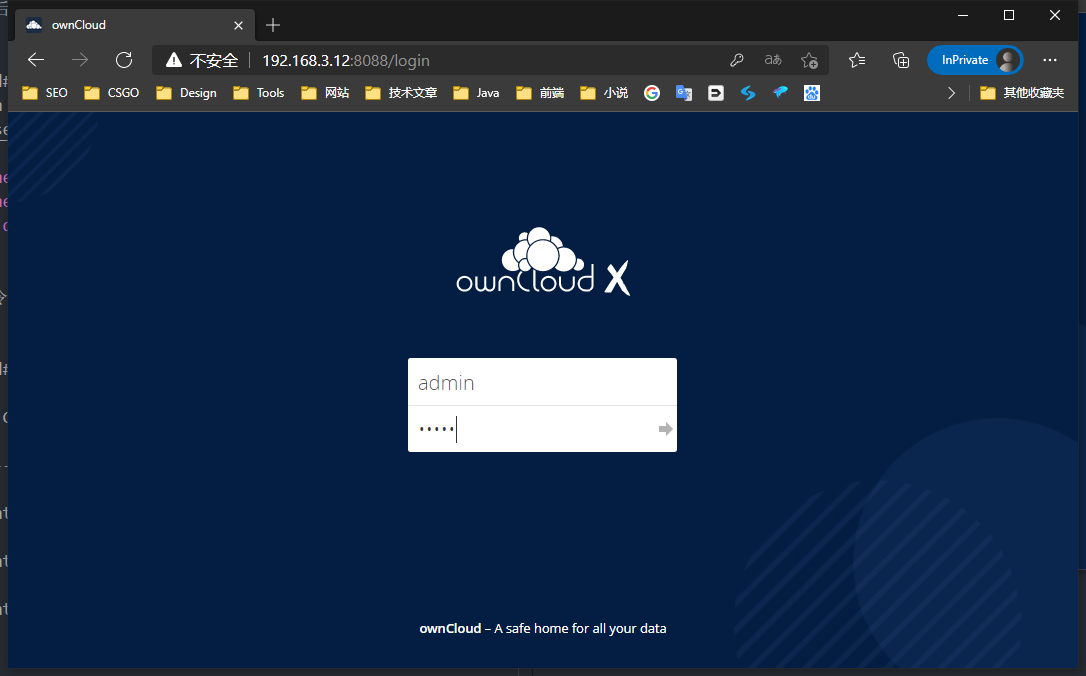 ownCloud
不安全 192.168.3.12:8088/login あ InPrivate
SEO CSGO Design Tools 网站 技术文章 Java 前端 小说 其他收藏夹
ownCloud X
admin
•••••
ownCloud – A safe home for all your data